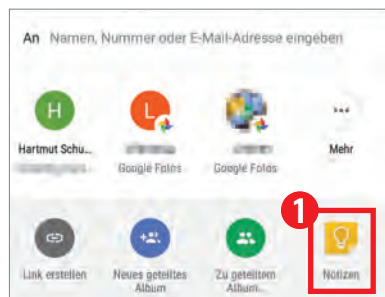 An Namen, Nummer oder E-Mail-Adresse eingeben
H
L
Hartmut Schu...
Mehr
Google Fotos
Google Fotos
1
Link erstellen
Neues geteiltes
Album
Zu geteiltem
Album...
Notizen